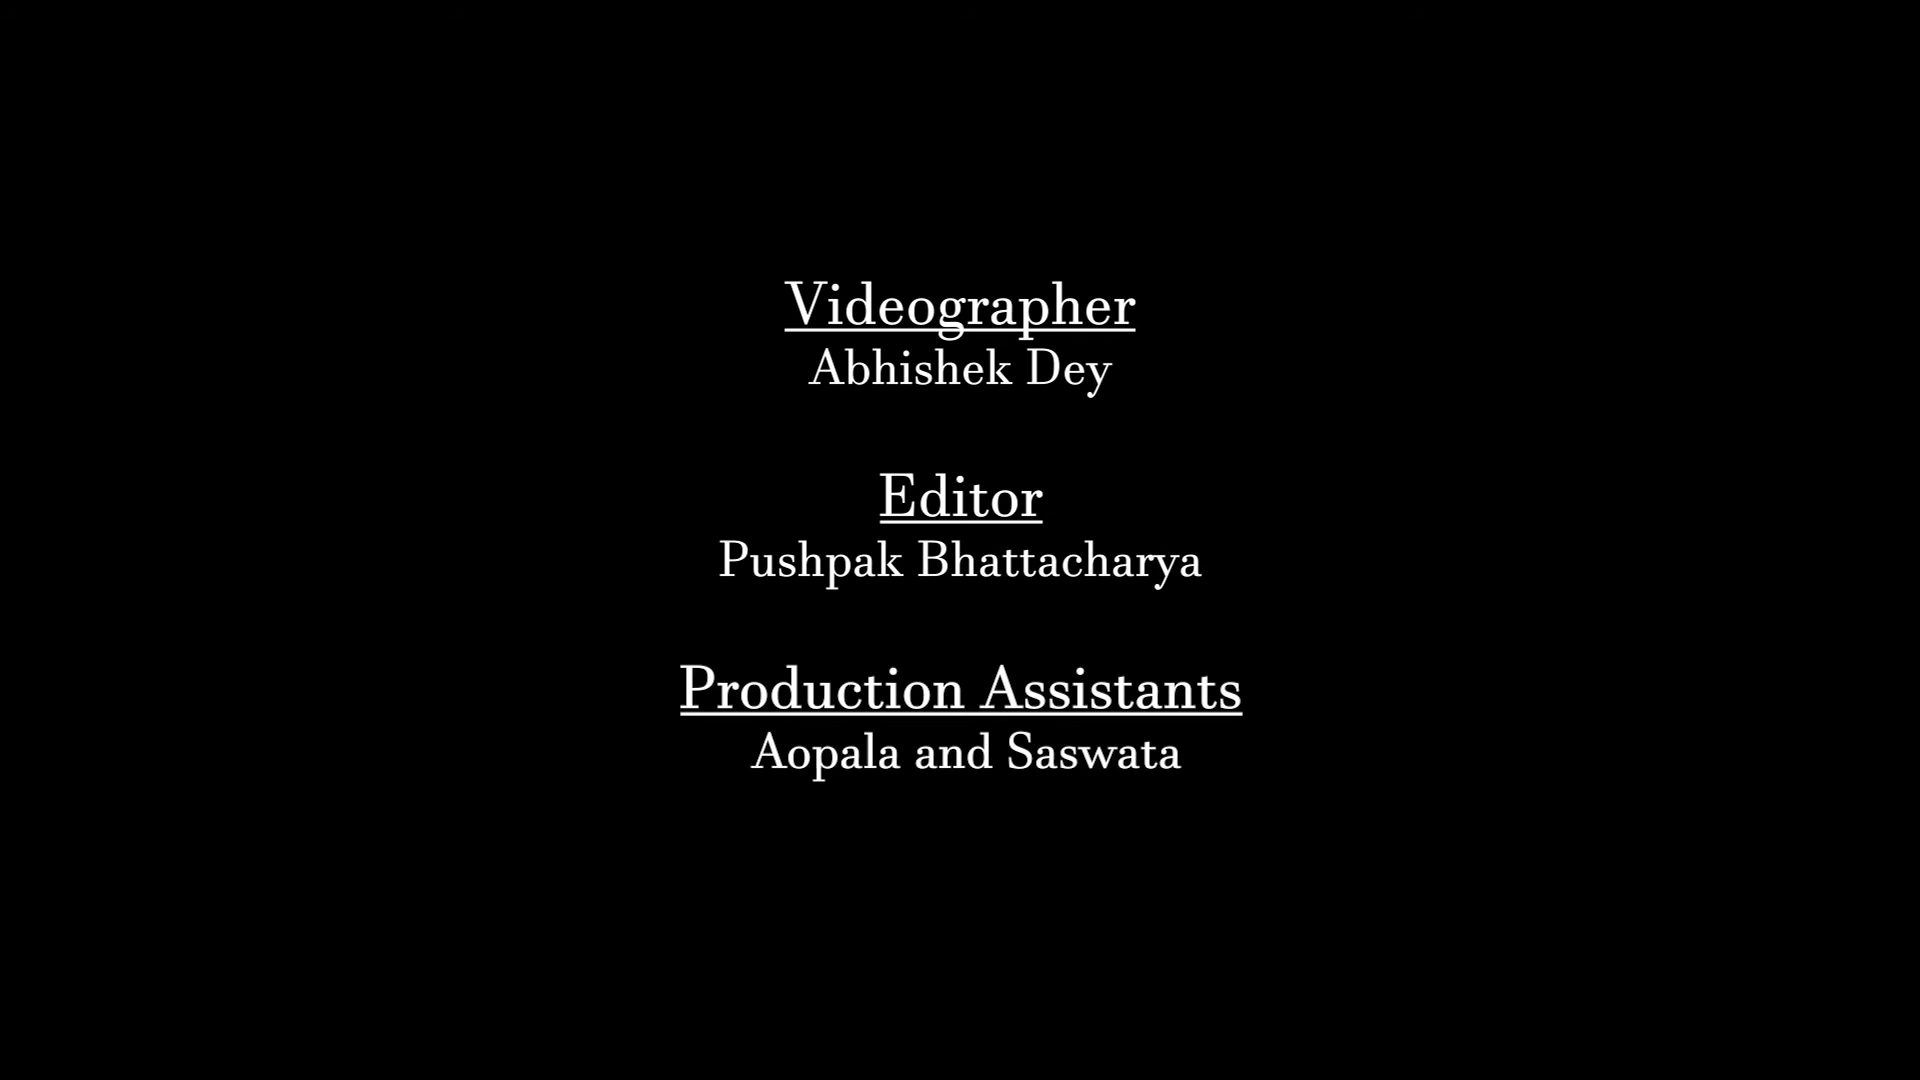 Videographer
Abhishek Dey
Editor
Pushpak Bhattacharya
Production Assistants
Aopala and Saswata